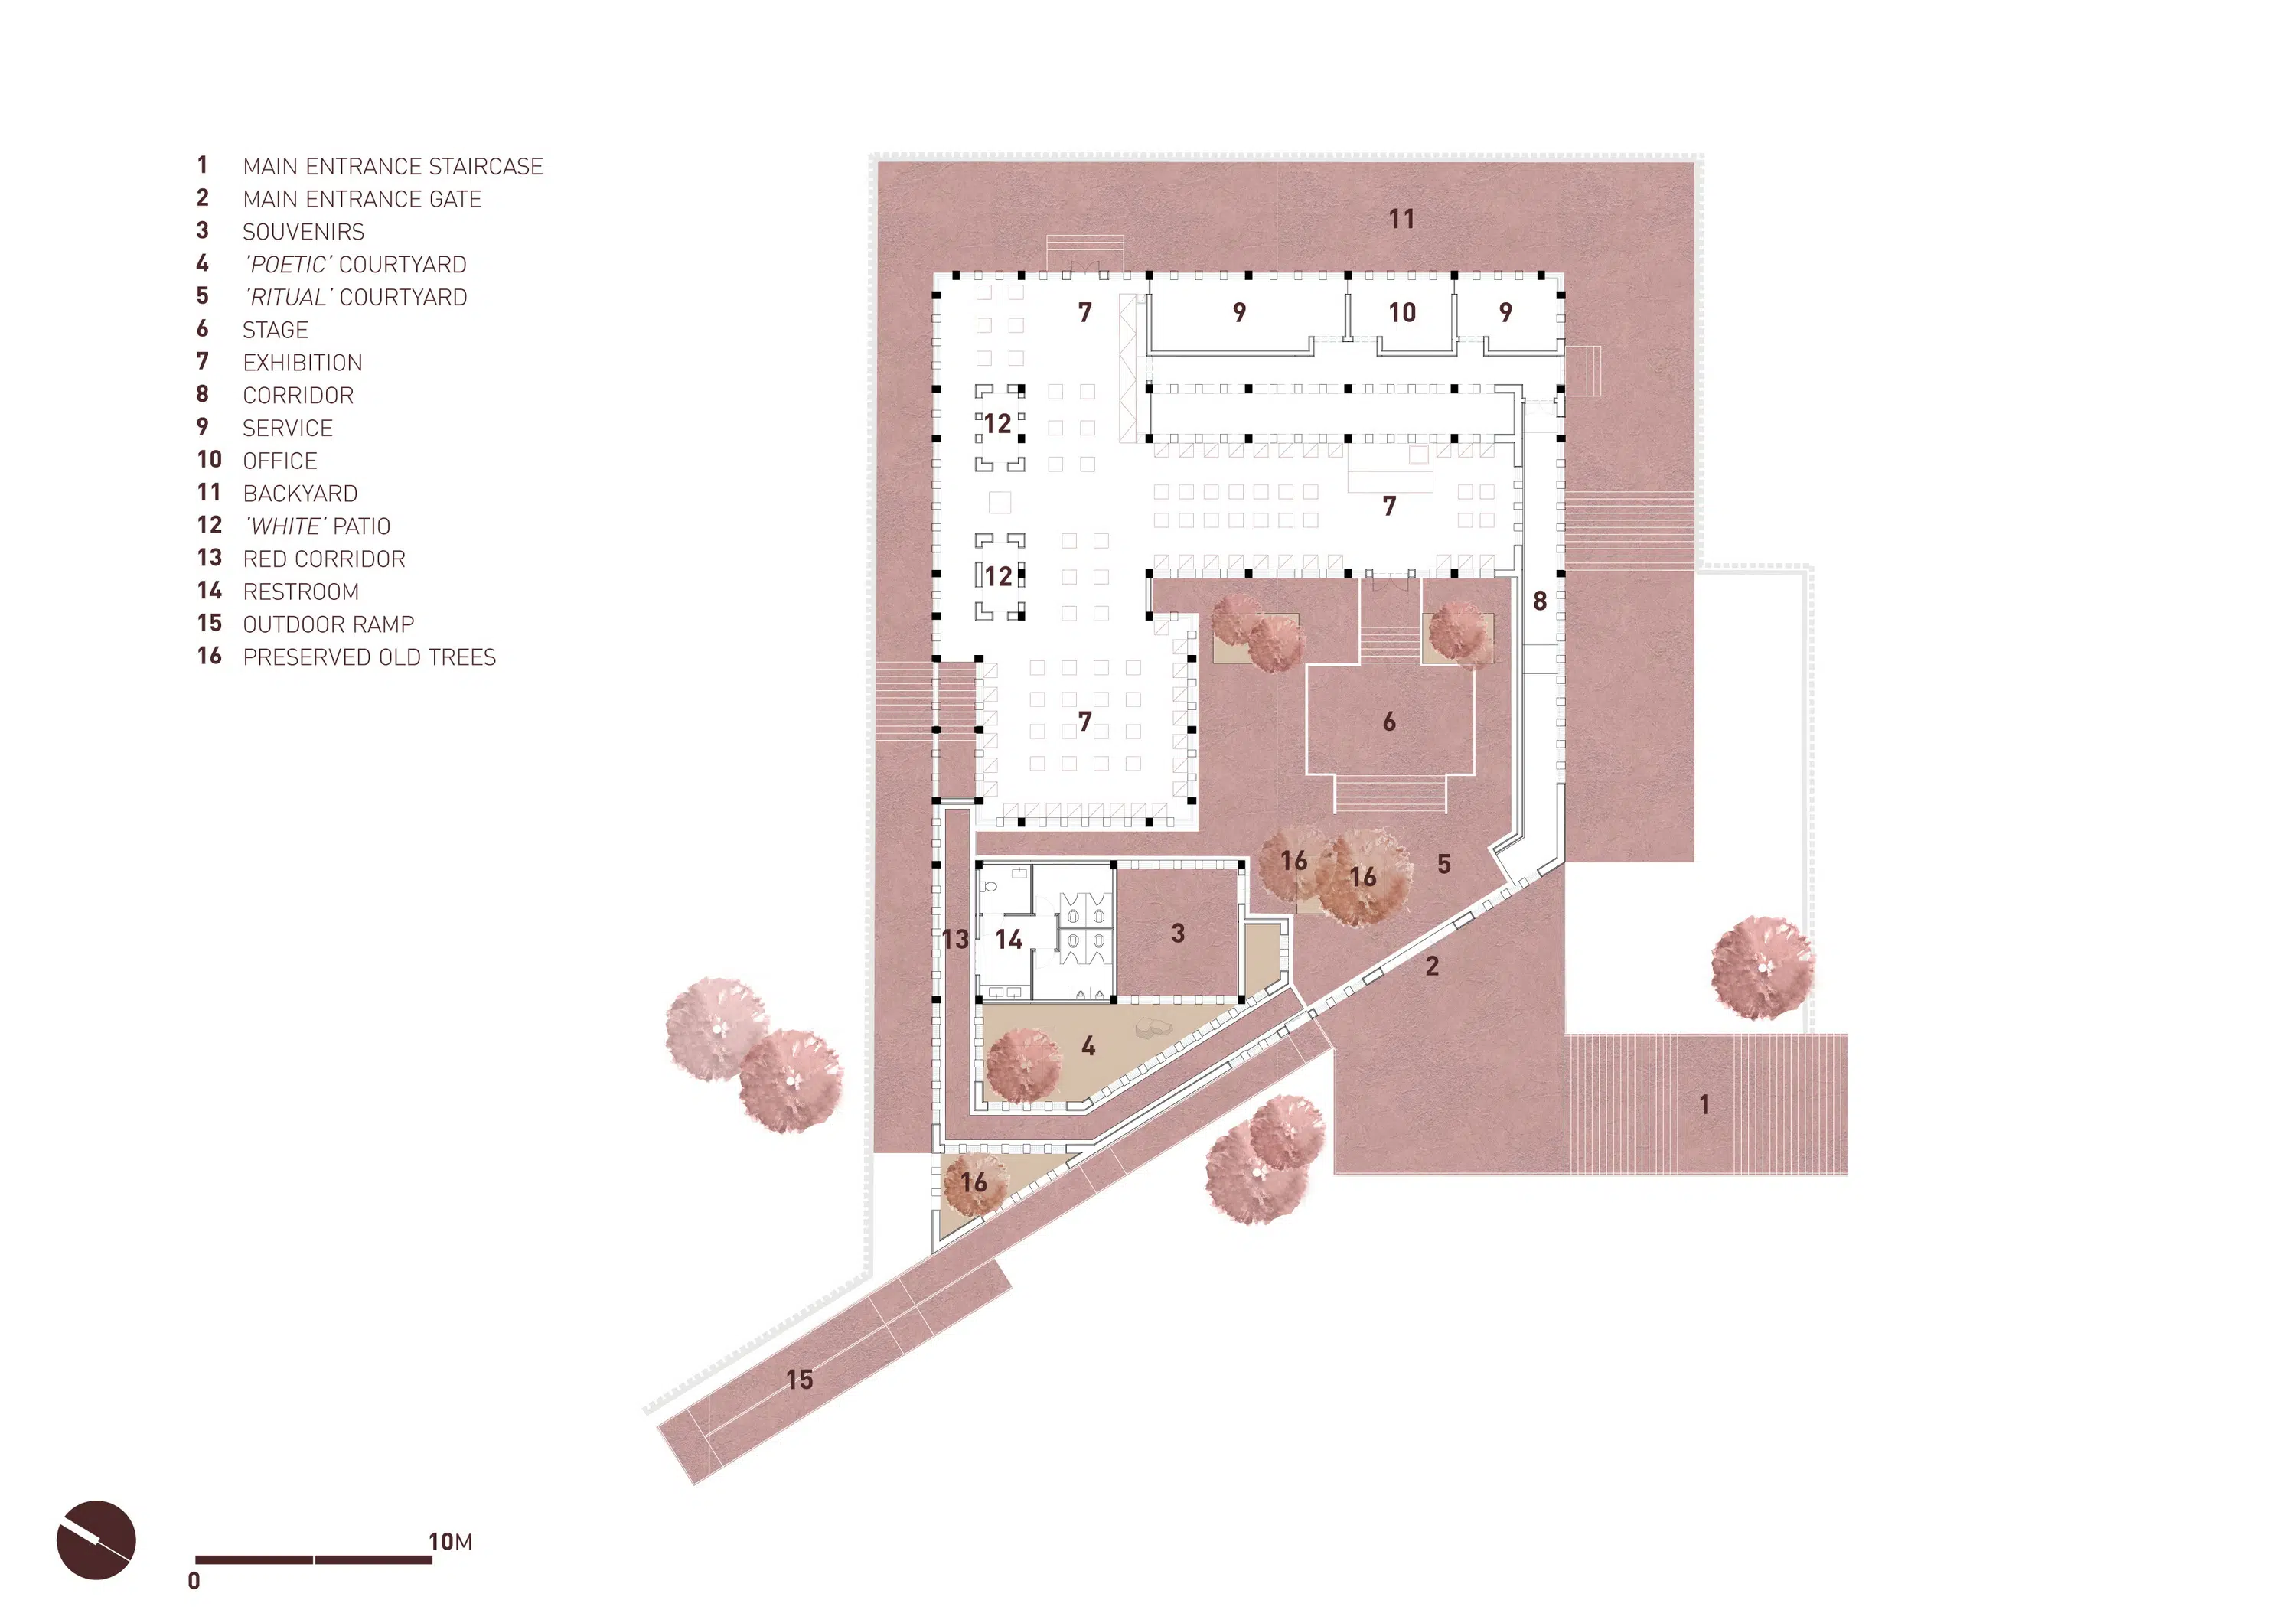 1 MAIN ENTRANCE STAIRCASE
2 MAIN ENTRANCE GATE
3 SOUVENIRS
4 'POETIC' COURTYARD
5 'RITUAL' COURTYARD
6 STAGE
7 EXHIBITION
8 CORRIDOR
9 SERVICE
10 OFFICE
11 BACKYARD
12 'WHITE' PATIO
13 RED CORRIDOR
14 RESTROOM
15 OUTDOOR RAMP
16 PRESERVED OLD TREES
11
7
9
10
9
12
7
12
8
7
6
16
16
5
13
14
3
2
4
1
16
15
10M
0